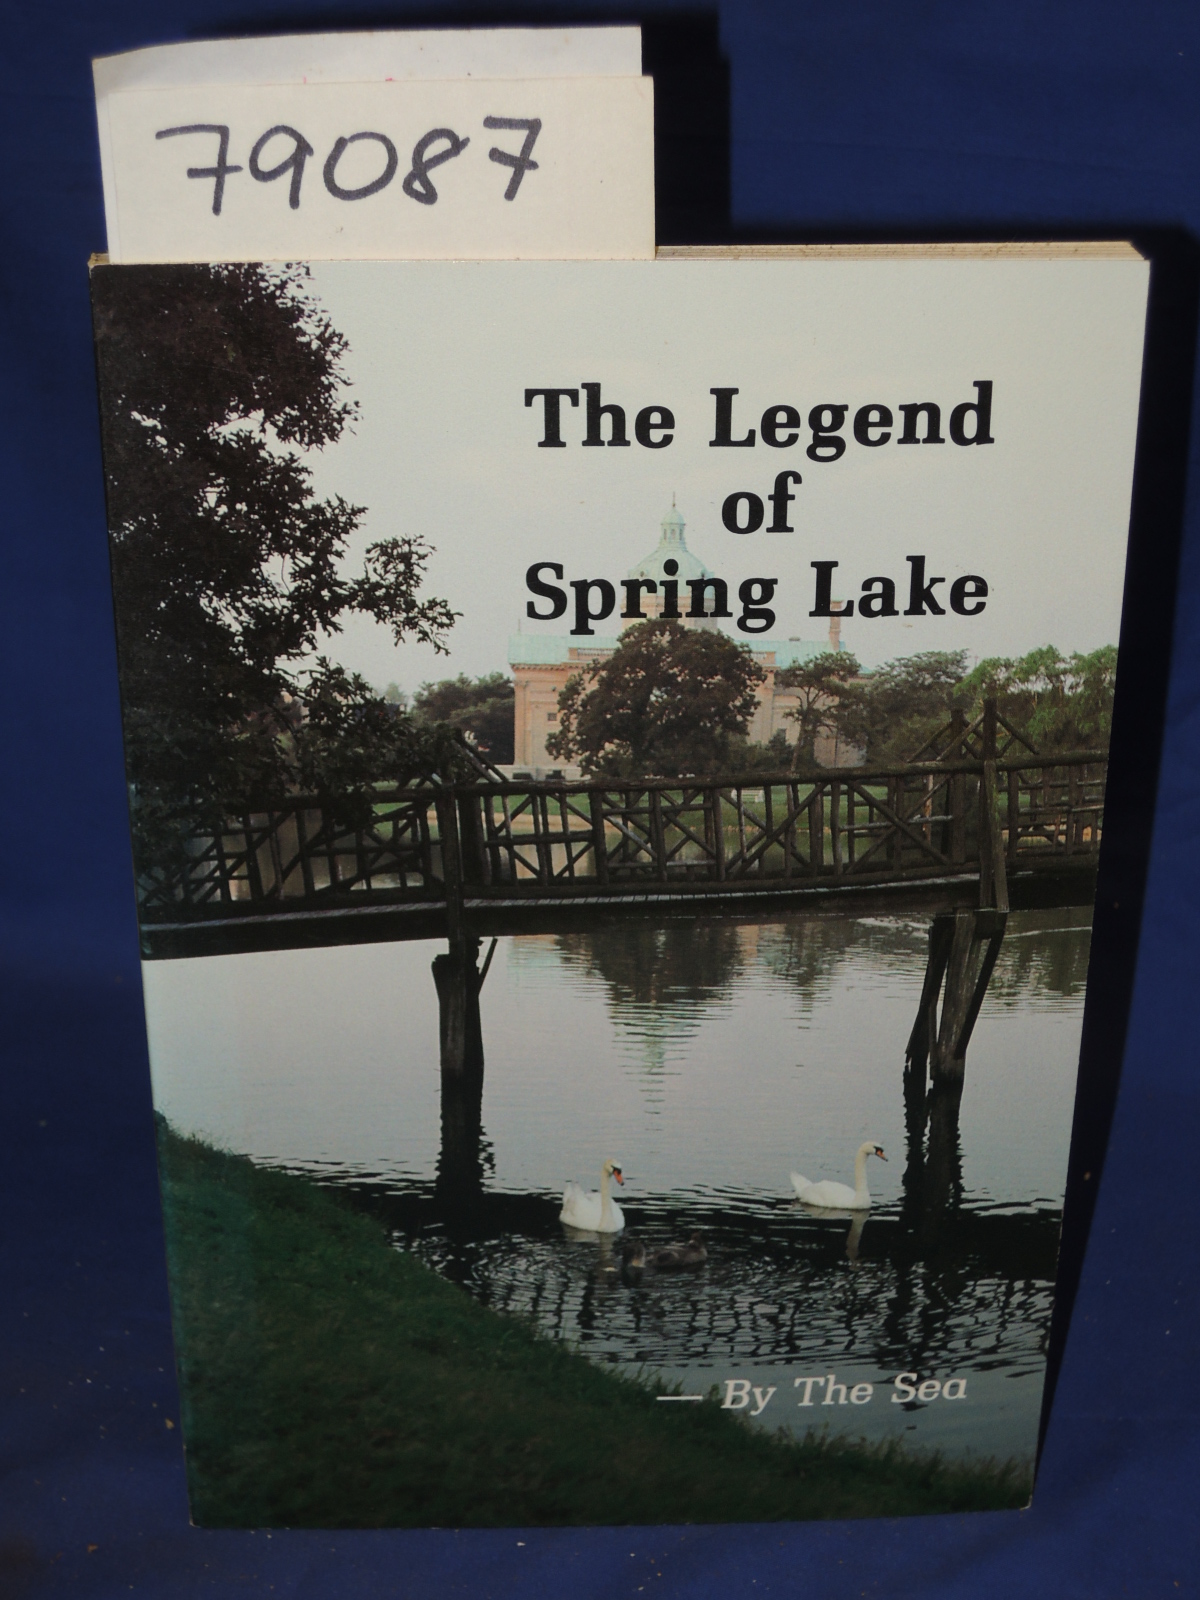 79087
The Legend
of
Spring Lake
— By The Sea